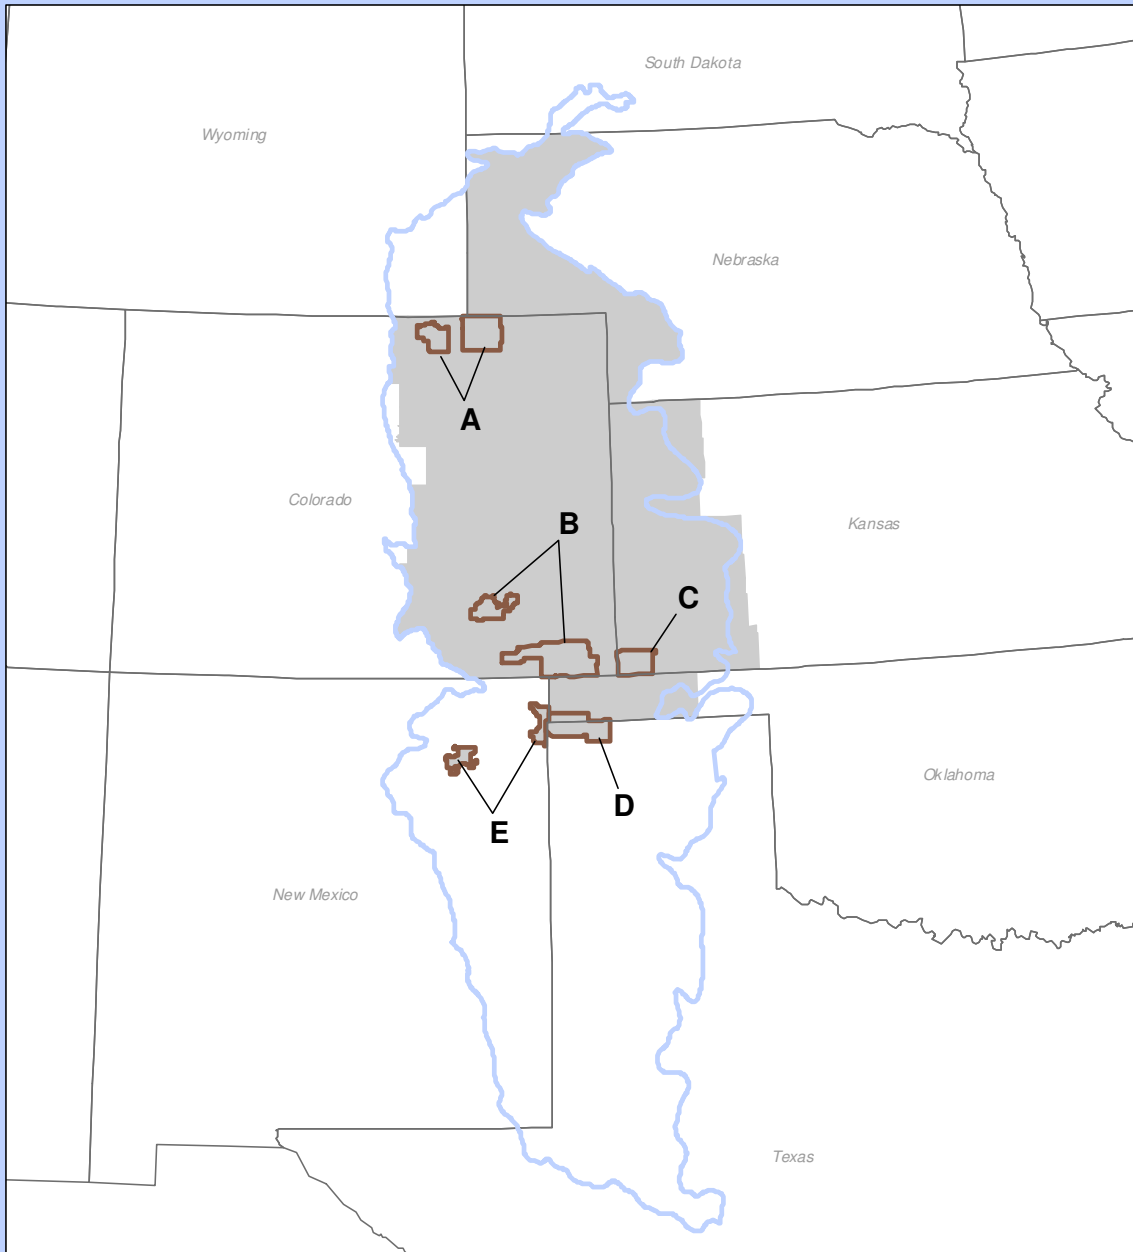 South Dakota
Wyoming
Nebraska
A
Colorado
B
Kansas
C
Oklahoma
D
E
New Mexico
Texas